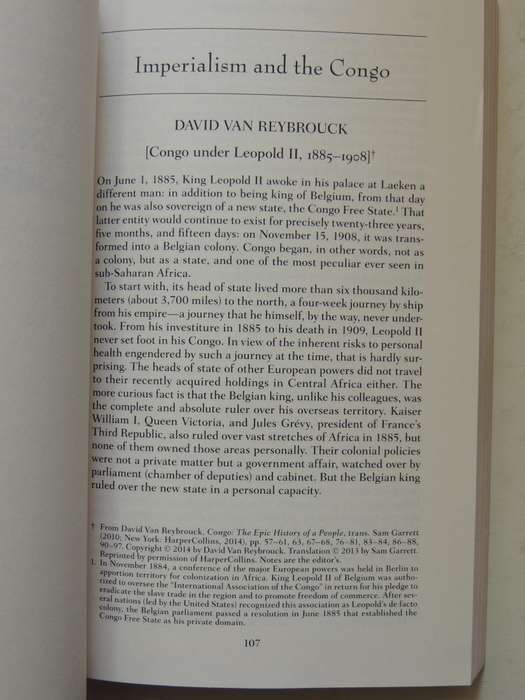 Imperialism and the Congo
DAVID VAN REYBROUCK
[Congo under Leopold II, 1885–1908]†
On June 1, 1885, King Leopold II awoke in his palace at Laeken a
different man: in addition to being king of Belgium, from that day
on he was also sovereign of a new state, the Congo Free State.¹ That
latter entity would continue to exist for precisely twenty-three years,
five months, and fifteen days: on November 15, 1908, it was trans-
formed into a Belgian colony. Congo began, in other words, not as
a colony, but as a state, and one of the most peculiar ever seen in
sub-Saharan Africa.
To start with, its head of state lived more than six thousand kilo-
meters (about 3,700 miles) to the north, a four-week journey by ship
from his empire—a journey that he himself, by the way, never under-
took. From his investiture in 1885 to his death in 1909, Leopold II
never set foot in his Congo. In view of the inherent risks to personal
health engendered by such a journey at the time, that is hardly sur-
prising. The heads of state of other European powers did not travel
to their recently acquired holdings in Central Africa either. The
more curious fact is that the Belgian king, unlike his colleagues, was
the complete and absolute ruler over his overseas territory. Kaiser
William I, Queen Victoria, and Jules Grévy, president of France's
Third Republic, also ruled over vast stretches of Africa in 1885, but
none of them owned those areas personally. Their colonial policies
were not a private matter but a government affair, watched over by
parliament (chamber of deputies) and cabinet. But the Belgian king
ruled over the new state in a personal capacity.
† From David Van Reybrouck. Congo: The Epic History of a People, trans. Sam Garrett
(2010; New York: HarperCollins, 2014), pp. 57–61, 63, 67–68, 76–81, 83–84, 86–88,
90–97. Copyright © 2014 by David Van Reybrouck. Translation © 2013 by Sam Garrett.
Reprinted by permission of HarperCollins. Notes are the editor's.
1. In November 1884, a conference of the major European powers was held in Berlin to
apportion territory for colonization in Africa. King Leopold II of Belgium was autho-
rized to oversee the "International Association of the Congo" in return for his pledge to
eradicate the slave trade in the region and to promote freedom of commerce. After sev-
eral nations (led by the United States) recognized this association as Leopold's de facto
colony, the Belgian parliament passed a resolution in June 1885 that established the
Congo Free State as his private domain.
107